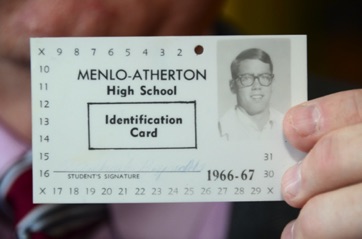 X 9 8 7 6 5 4 3 2
10
MENLO-ATHERTON
11
High School
12
13
Identification
Card
14
15
31
16
STUDENT'S SIGNATURE
1966-67
30
X 17 18 19 20 21 22 23 24 25 26 27 28 29 X